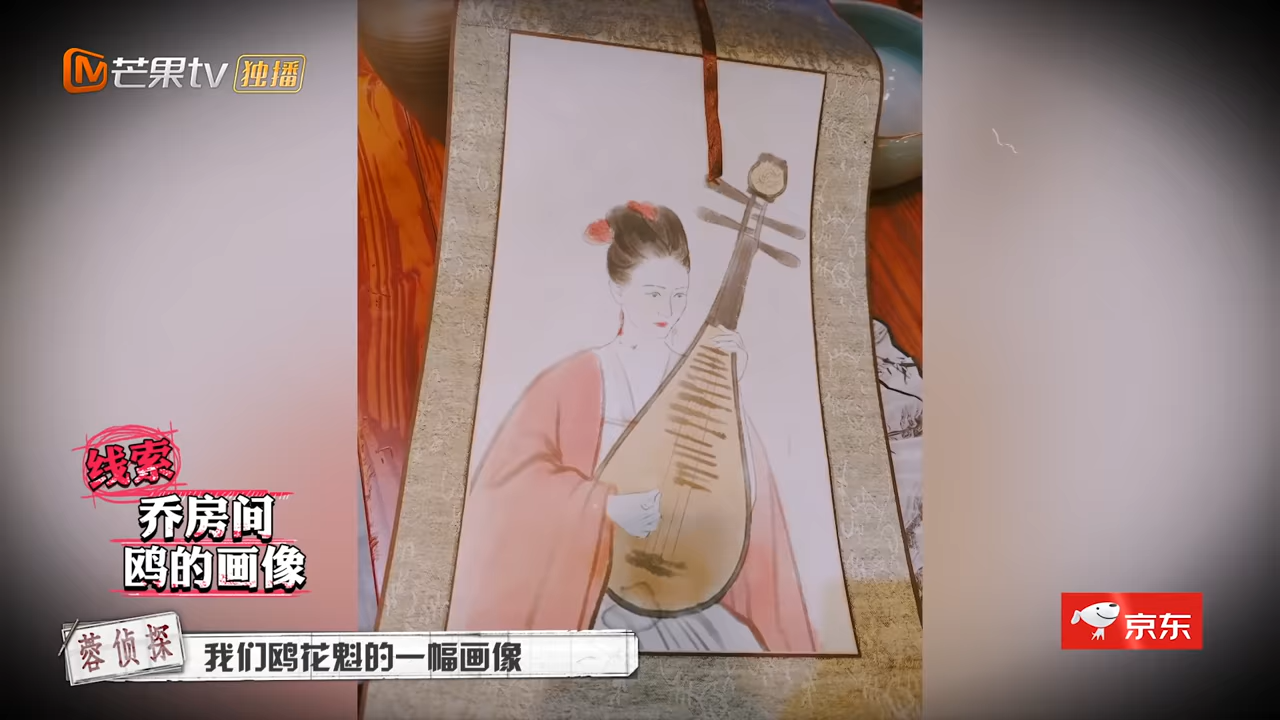 芒果tv 独播
线索
乔房间
鸥的画像
蓉侦探
我们鸥花魁的一幅画像
京东